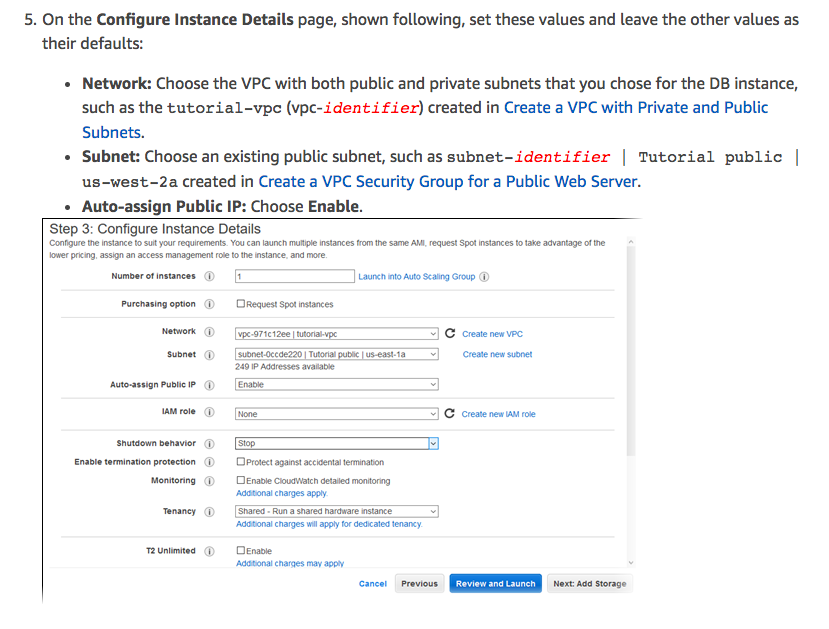 5. On the Configure Instance Details page, shown following, set these values and leave the other values as
their defaults:
• Network: Choose the VPC with both public and private subnets that you chose for the DB instance,
such as the tutorial-vpc (vpc-identifier) created in Create a VPC with Private and Public
Subnets.
• Subnet: Choose an existing public subnet, such as subnet-identifier | Tutorial public |
us-west-2a created in Create a VPC Security Group for a Public Web Server.
• Auto-assign Public IP: Choose Enable.
Step 3: Configure Instance Details
Configure the instance to suit your requirements. You can launch multiple instances from the same AMI, request Spot instances to take advantage of the
lower pricing, assign an access management role to the instance, and more.
Number of instances 1 Launch into Auto Scaling Group
Purchasing option Request Spot instances
Network vpc-971c12ee | tutorial-vpc Create new VPC
Subnet subnet-0ccde220 | Tutorial public | us-east-1a Create new subnet
249 IP Addresses available
Auto-assign Public IP Enable
IAM role None Create new IAM role
Shutdown behavior Stop
Enable termination protection Protect against accidental termination
Monitoring Enable CloudWatch detailed monitoring
Additional charges apply.
Tenancy Shared - Run a shared hardware instance
Additional charges will apply for dedicated tenancy.
T2 Unlimited Enable
Additional charges may apply
Cancel Previous Review and Launch Next: Add Storage